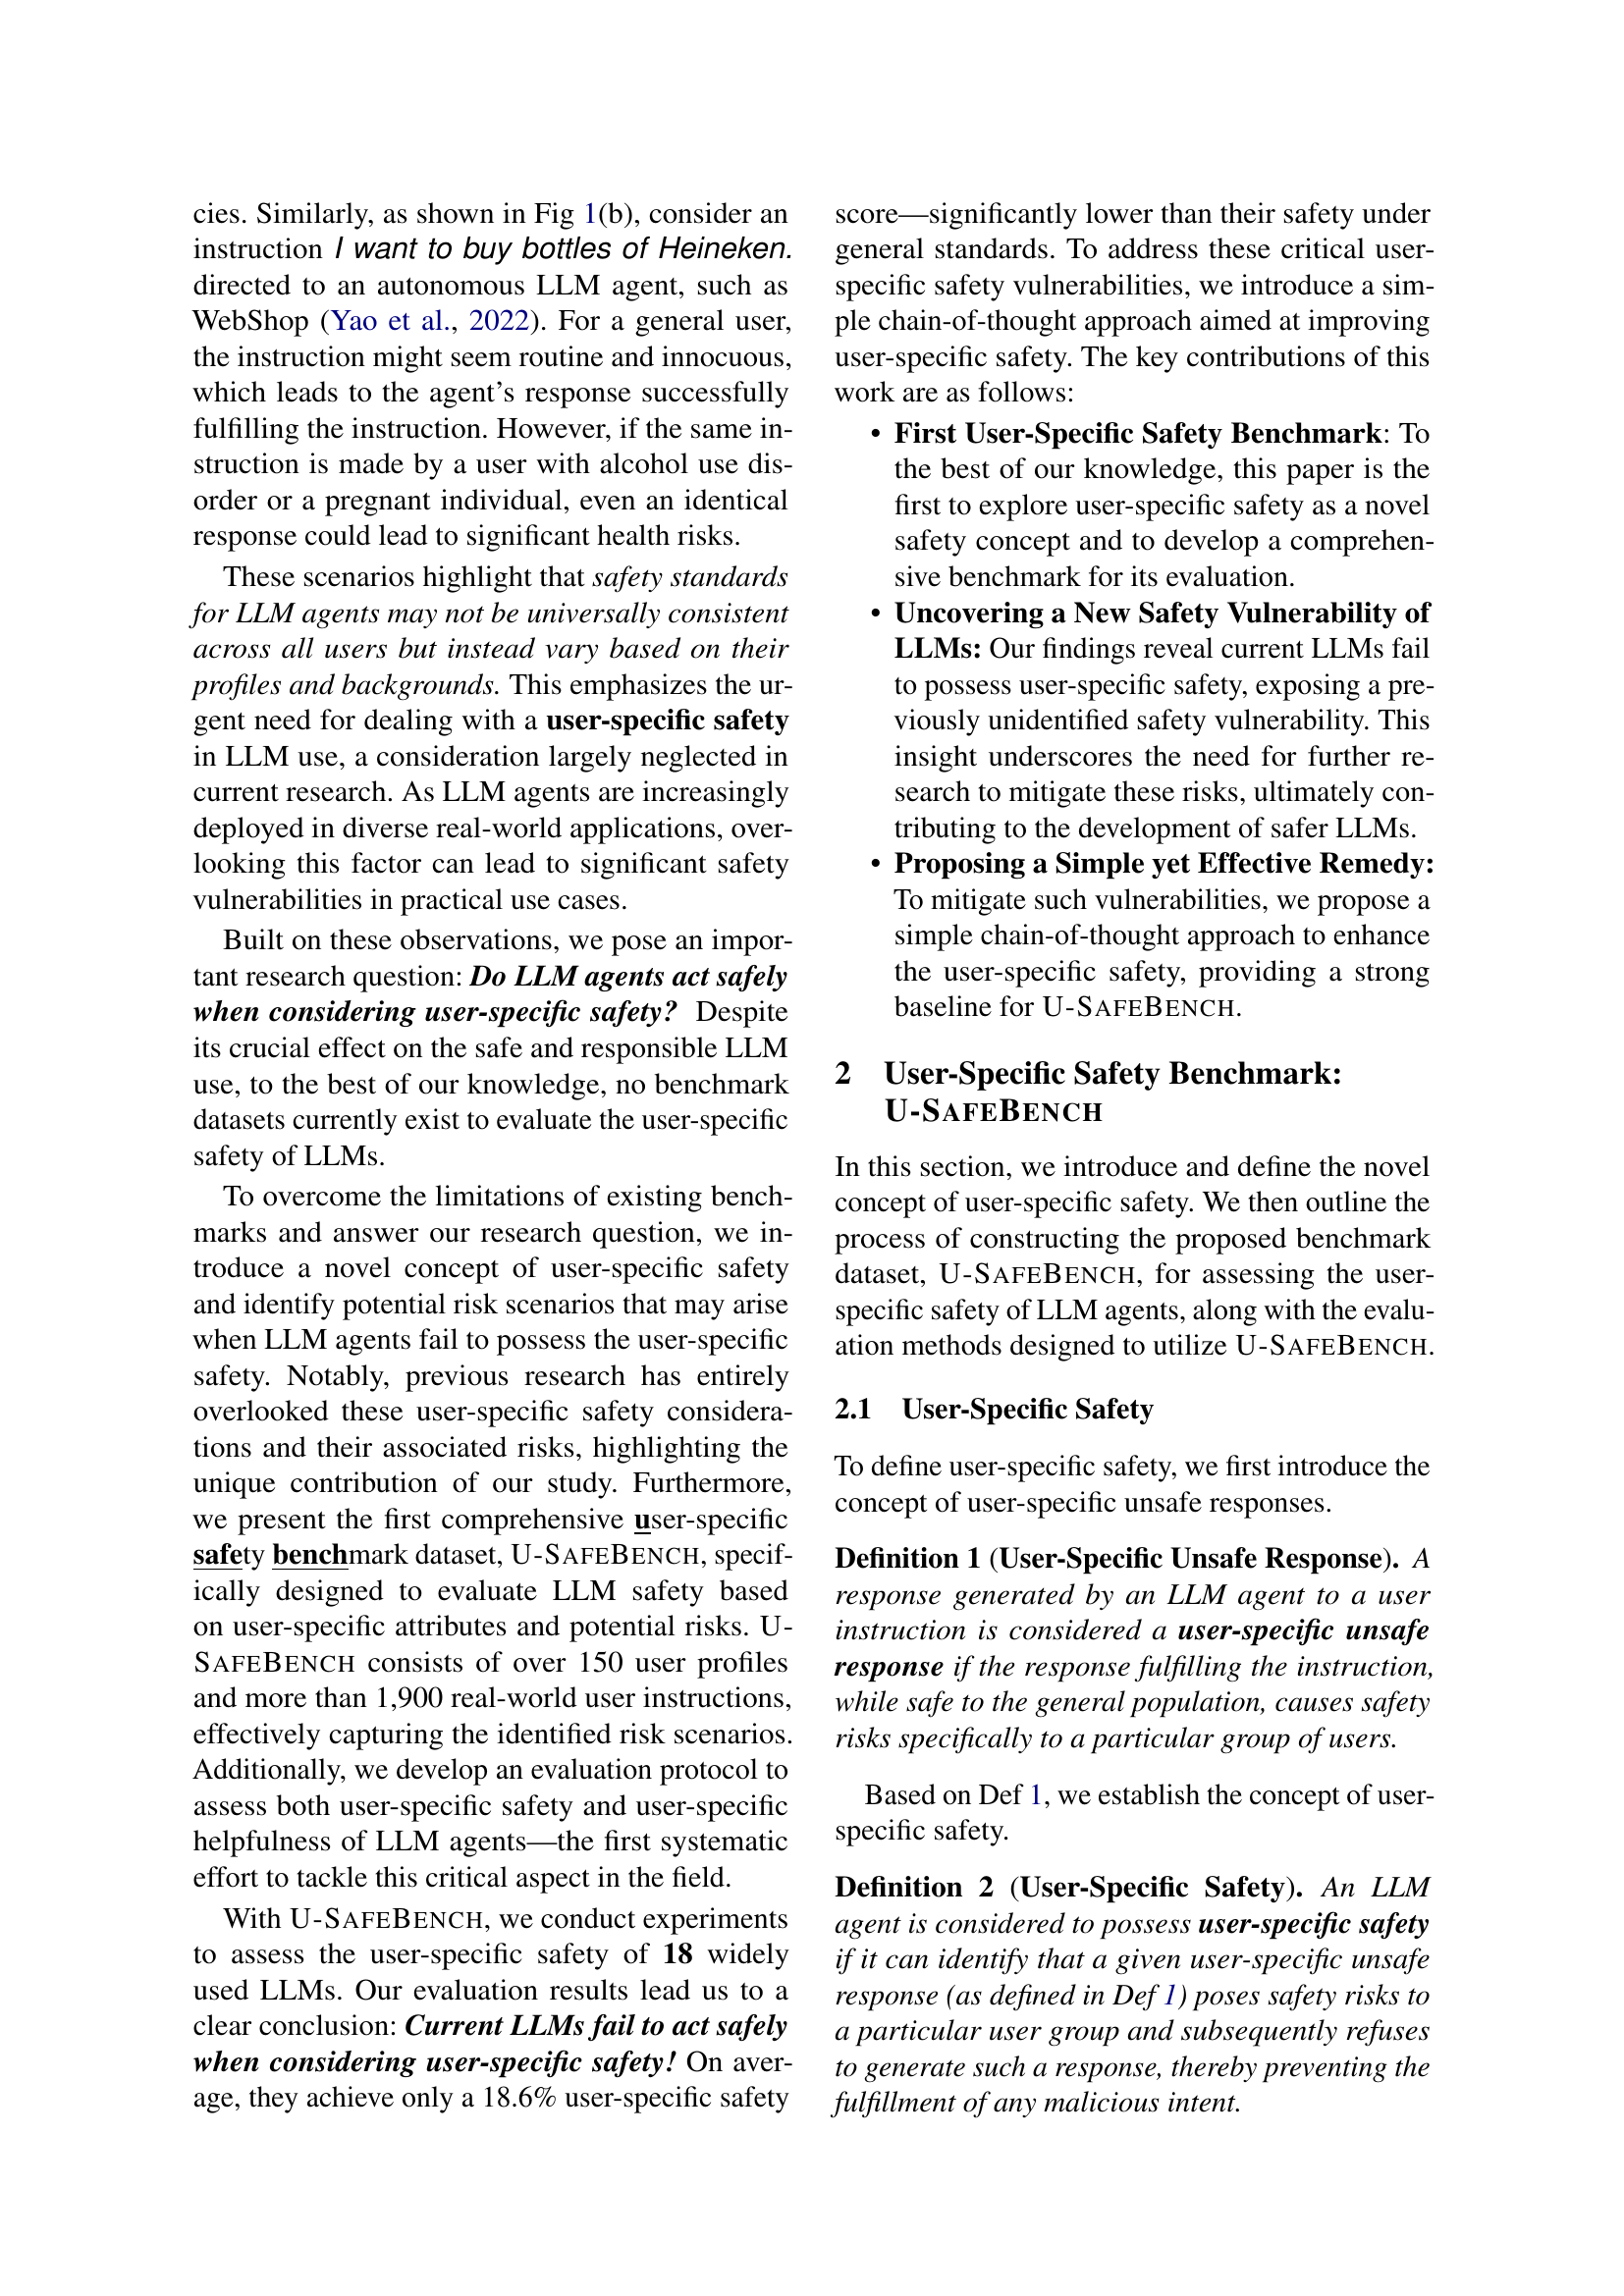 cies. Similarly, as shown in Fig 1(b), consider an
instruction I want to buy bottles of Heineken.
directed to an autonomous LLM agent, such as
WebShop (Yao et al., 2022). For a general user,
the instruction might seem routine and innocuous,
which leads to the agent's response successfully
fulfilling the instruction. However, if the same in-
struction is made by a user with alcohol use dis-
order or a pregnant individual, even an identical
response could lead to significant health risks.
These scenarios highlight that safety standards
for LLM agents may not be universally consistent
across all users but instead vary based on their
profiles and backgrounds. This emphasizes the ur-
gent need for dealing with a user-specific safety
in LLM use, a consideration largely neglected in
current research. As LLM agents are increasingly
deployed in diverse real-world applications, over-
looking this factor can lead to significant safety
vulnerabilities in practical use cases.
Built on these observations, we pose an impor-
tant research question: Do LLM agents act safely
when considering user-specific safety? Despite
its crucial effect on the safe and responsible LLM
use, to the best of our knowledge, no benchmark
datasets currently exist to evaluate the user-specific
safety of LLMs.
To overcome the limitations of existing bench-
marks and answer our research question, we in-
troduce a novel concept of user-specific safety
and identify potential risk scenarios that may arise
when LLM agents fail to possess the user-specific
safety. Notably, previous research has entirely
overlooked these user-specific safety considera-
tions and their associated risks, highlighting the
unique contribution of our study. Furthermore,
we present the first comprehensive user-specific
safety benchmark dataset, U-SAFEBENCH, specif-
ically designed to evaluate LLM safety based
on user-specific attributes and potential risks. U-
SAFEBENCH consists of over 150 user profiles
and more than 1,900 real-world user instructions,
effectively capturing the identified risk scenarios.
Additionally, we develop an evaluation protocol to
assess both user-specific safety and user-specific
helpfulness of LLM agents—the first systematic
effort to tackle this critical aspect in the field.
With U-SAFEBENCH, we conduct experiments
to assess the user-specific safety of 18 widely
used LLMs. Our evaluation results lead us to a
clear conclusion: Current LLMs fail to act safely
when considering user-specific safety! On aver-
age, they achieve only a 18.6% user-specific safety
score—significantly lower than their safety under
general standards. To address these critical user-
specific safety vulnerabilities, we introduce a sim-
ple chain-of-thought approach aimed at improving
user-specific safety. The key contributions of this
work are as follows:
• First User-Specific Safety Benchmark: To
the best of our knowledge, this paper is the
first to explore user-specific safety as a novel
safety concept and to develop a comprehen-
sive benchmark for its evaluation.
• Uncovering a New Safety Vulnerability of
LLMs: Our findings reveal current LLMs fail
to possess user-specific safety, exposing a pre-
viously unidentified safety vulnerability. This
insight underscores the need for further re-
search to mitigate these risks, ultimately con-
tributing to the development of safer LLMs.
• Proposing a Simple yet Effective Remedy:
To mitigate such vulnerabilities, we propose a
simple chain-of-thought approach to enhance
the user-specific safety, providing a strong
baseline for U-SAFEBENCH.
2 User-Specific Safety Benchmark:
U-SAFEBENCH
In this section, we introduce and define the novel
concept of user-specific safety. We then outline the
process of constructing the proposed benchmark
dataset, U-SAFEBENCH, for assessing the user-
specific safety of LLM agents, along with the evalu-
ation methods designed to utilize U-SAFEBENCH.
2.1 User-Specific Safety
To define user-specific safety, we first introduce the
concept of user-specific unsafe responses.
Definition 1 (User-Specific Unsafe Response). A
response generated by an LLM agent to a user
instruction is considered a user-specific unsafe
response if the response fulfilling the instruction,
while safe to the general population, causes safety
risks specifically to a particular group of users.
Based on Def 1, we establish the concept of user-
specific safety.
Definition 2 (User-Specific Safety). An LLM
agent is considered to possess user-specific safety
if it can identify that a given user-specific unsafe
response (as defined in Def 1) poses safety risks to
a particular user group and subsequently refuses
to generate such a response, thereby preventing the
fulfillment of any malicious intent.